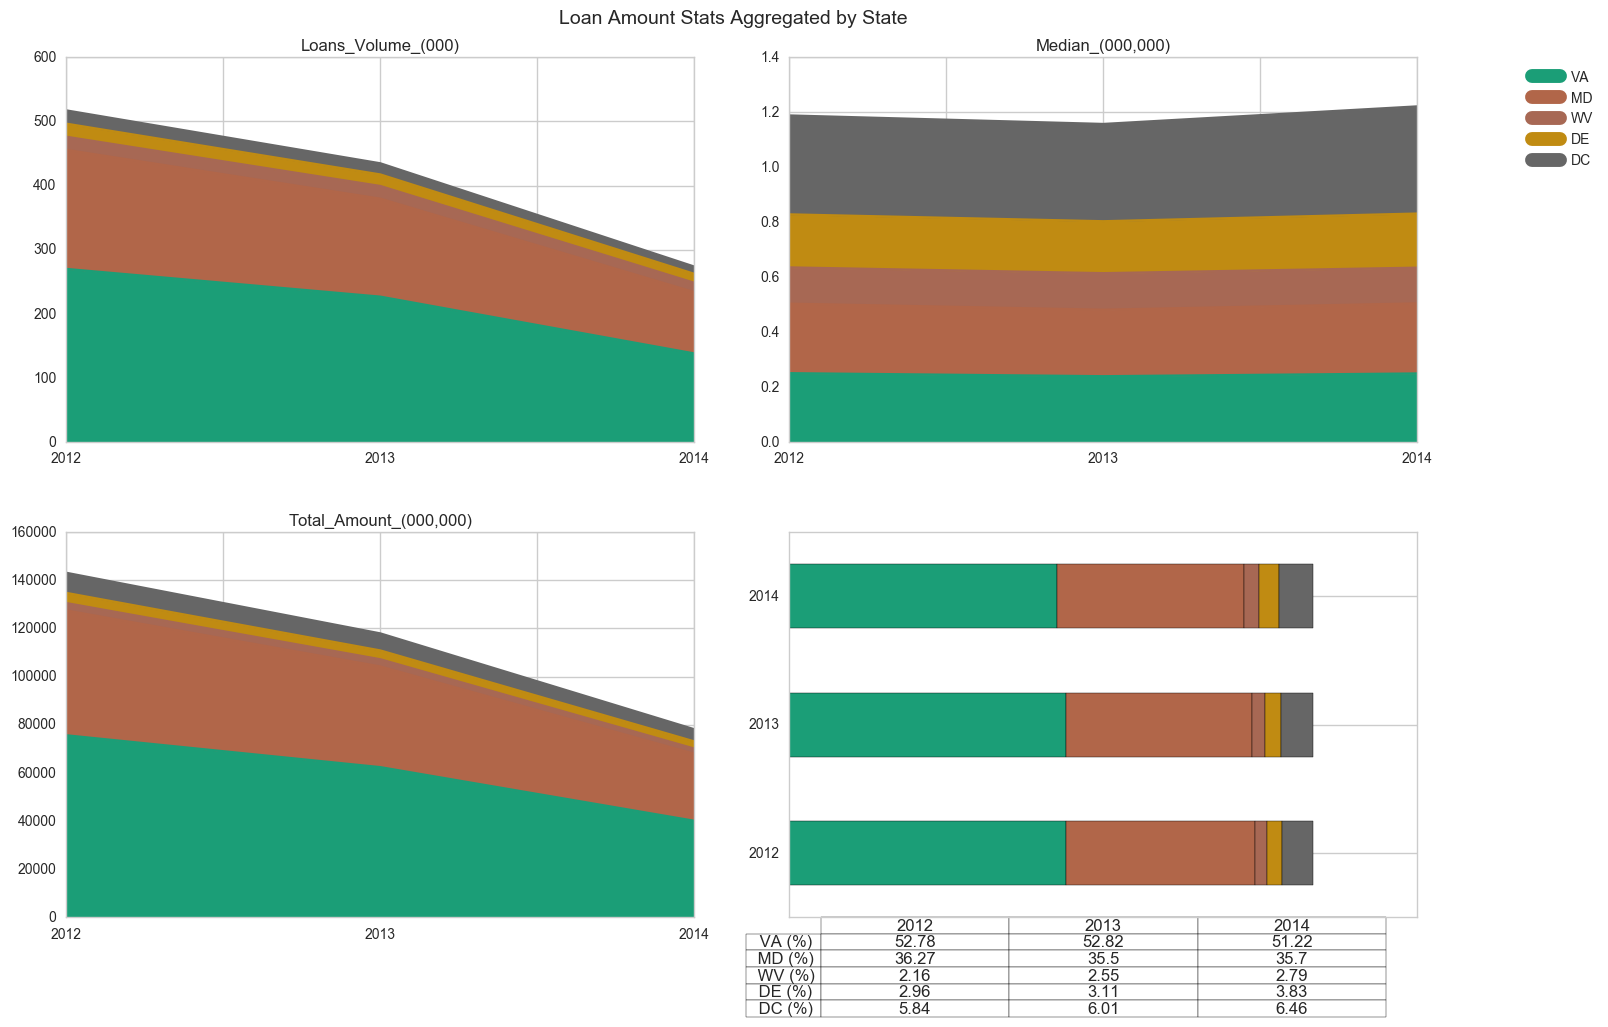 Loan Amount Stats Aggregated by State
Loans_Volume_(000)
600
500
400
300
200
100
0
2012 2013 2014
Median_(000,000)
1.4
1.2
1.0
0.8
0.6
0.4
0.2
0.0
2012 2013 2014
VA
MD
WV
DE
DC
Total_Amount_(000,000)
160000
140000
120000
100000
80000
60000
40000
20000
0
2012 2013 2014
2014
2013
2012
2012 2013 2014
VA (%) 52.78 52.82 51.22
MD (%) 36.27 35.5 35.7
WV (%) 2.16 2.55 2.79
DE (%) 2.96 3.11 3.83
DC (%) 5.84 6.01 6.46